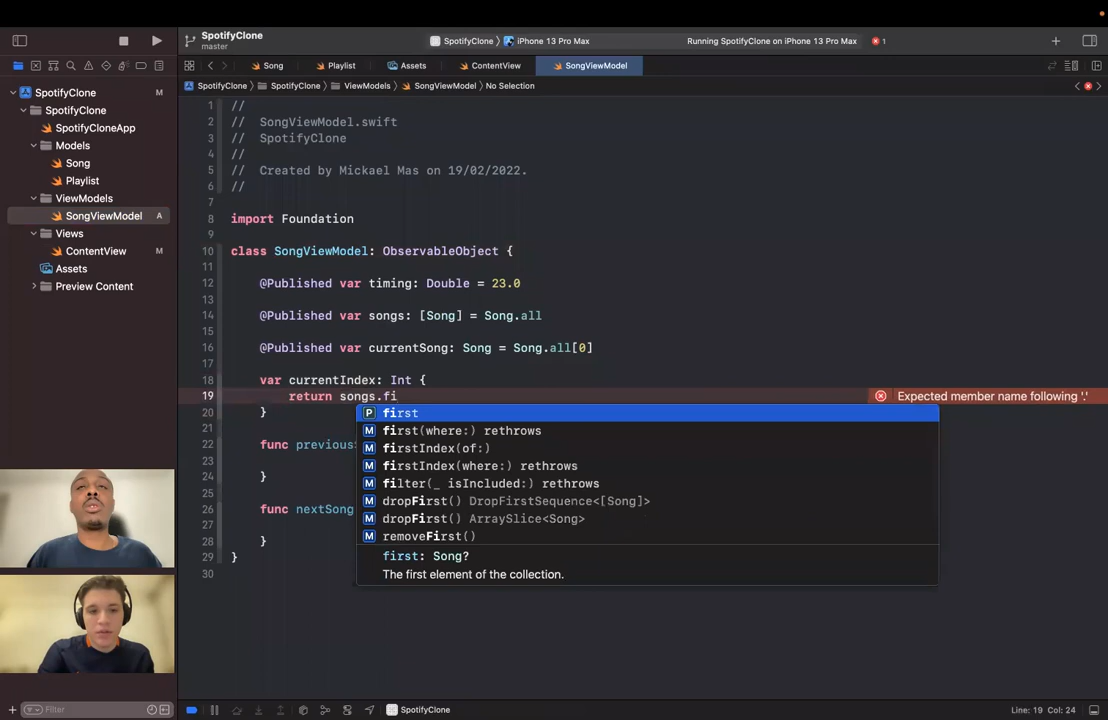 SpotifyClone
master
SpotifyClone
iPhone 13 Pro Max
Running SpotifyClone on iPhone 13 Pro Max
1
Song
Playlist
Assets
ContentView
SongViewModel
SpotifyClone
SpotifyClone
ViewModels
SongViewModel
No Selection
SpotifyClone
M
SpotifyClone
SpotifyCloneApp
Models
Song
Playlist
ViewModels
SongViewModel
A
Views
ContentView
M
Assets
Preview Content
1 //
2 //  SongViewModel.swift
3 //  SpotifyClone
4 //
5 //  Created by Mickael Mas on 19/02/2022.
6 //
7
8 import Foundation
9
10 class SongViewModel: ObservableObject {
11
12 @Published var timing: Double = 23.0
13
14 @Published var songs: [Song] = Song.all
15
16 @Published var currentSong: Song = Song.all[0]
17
18 var currentIndex: Int {
19 return songs.fi
Expected member name following '.'
20 }
21
22 func previousS
23
24 }
25
26 func nextSong
27
28 }
29 }
30
P first
M first(where:) rethrows
M firstIndex(of:)
M firstIndex(where:) rethrows
M filter(_ isIncluded:) rethrows
M dropFirst() DropFirstSequence<[Song]>
M dropFirst() ArraySlice<Song>
M removeFirst()
first: Song?
The first element of the collection.
Filter
SpotifyClone
Line: 19 Col: 24